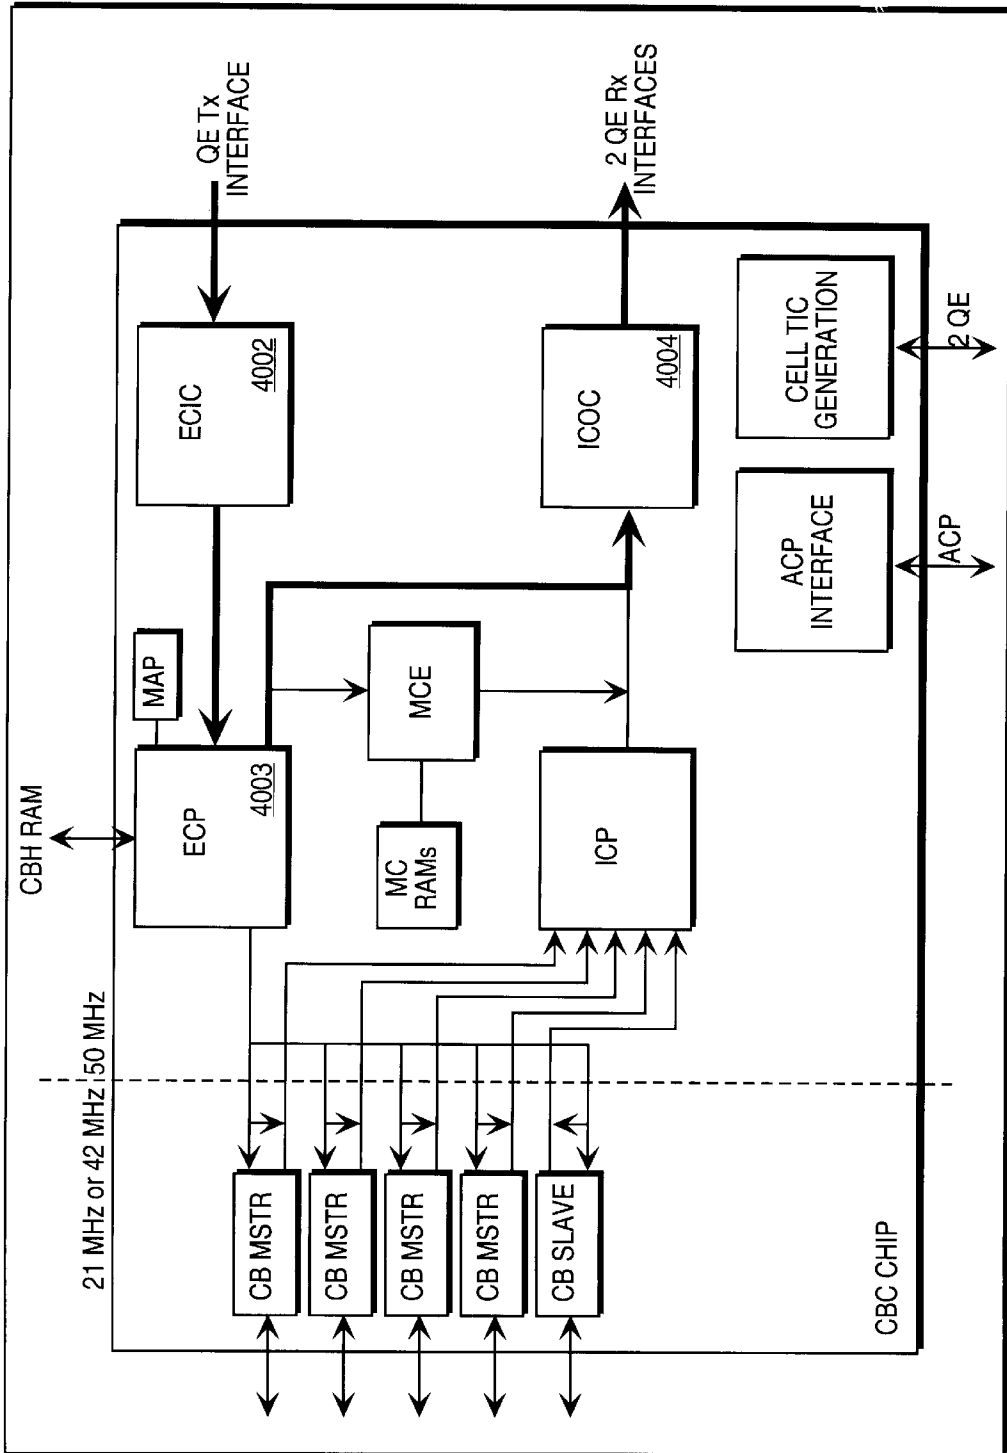 CBH RAM
21 MHz or 42 MHz
50 MHz
MAP
ECP
4003
ECIC
4002
QE Tx
INTERFACE
CB MSTR
CB MSTR
CB MSTR
CB MSTR
CB SLAVE
MC
RAMs
MCE
ICP
ICOC
4004
2 QE Rx
INTERFACES
ACP
INTERFACE
CELL TIC
GENERATION
CBC CHIP
ACP
2 QE